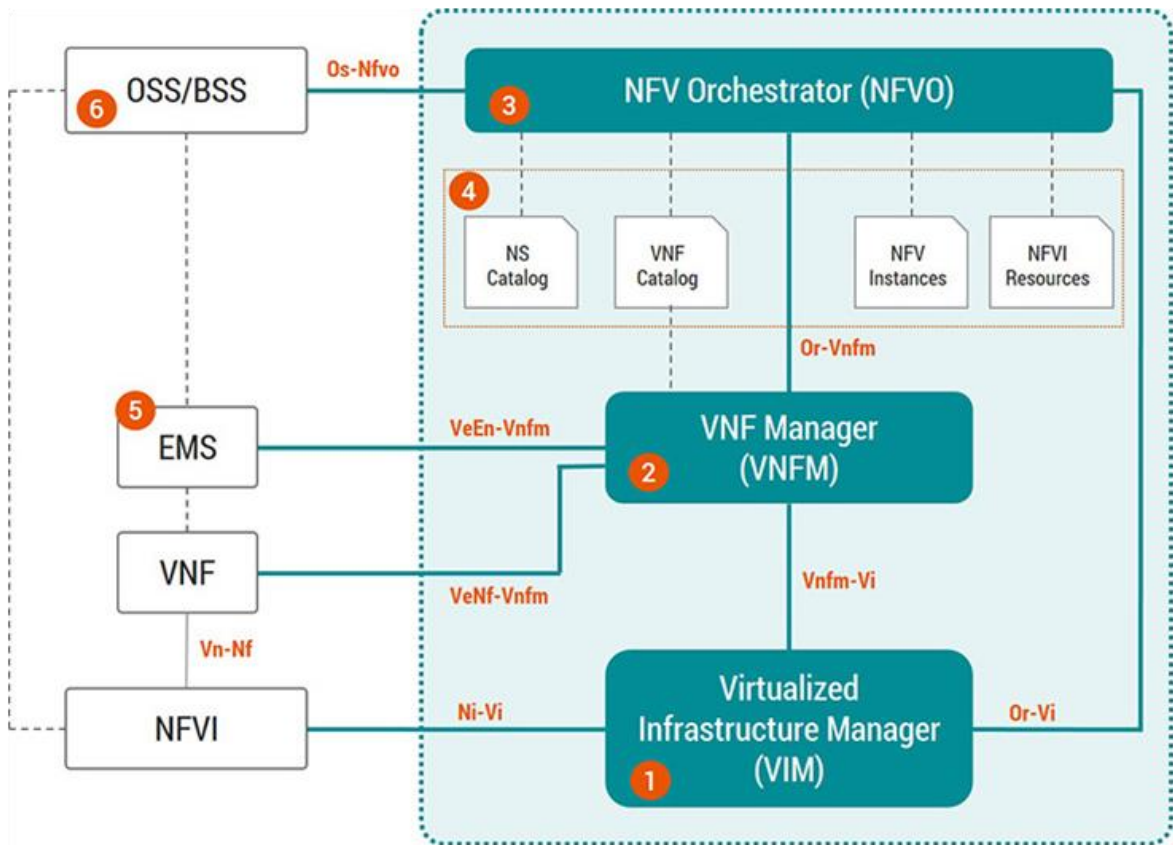 OSS/BSS
6
Os-Nfvo
NFV Orchestrator (NFVO)
3
4
NS
Catalog
VNF
Catalog
NFV
Instances
NFVI
Resources
Or-Vnfm
5
EMS
VeEn-Vnfm
VNF Manager
(VNFM)
2
VNF
VeNf-Vnfm
Vnfm-Vi
Vn-Nf
NFVI
Ni-Vi
Virtualized
Infrastructure Manager
(VIM)
1
Or-Vi